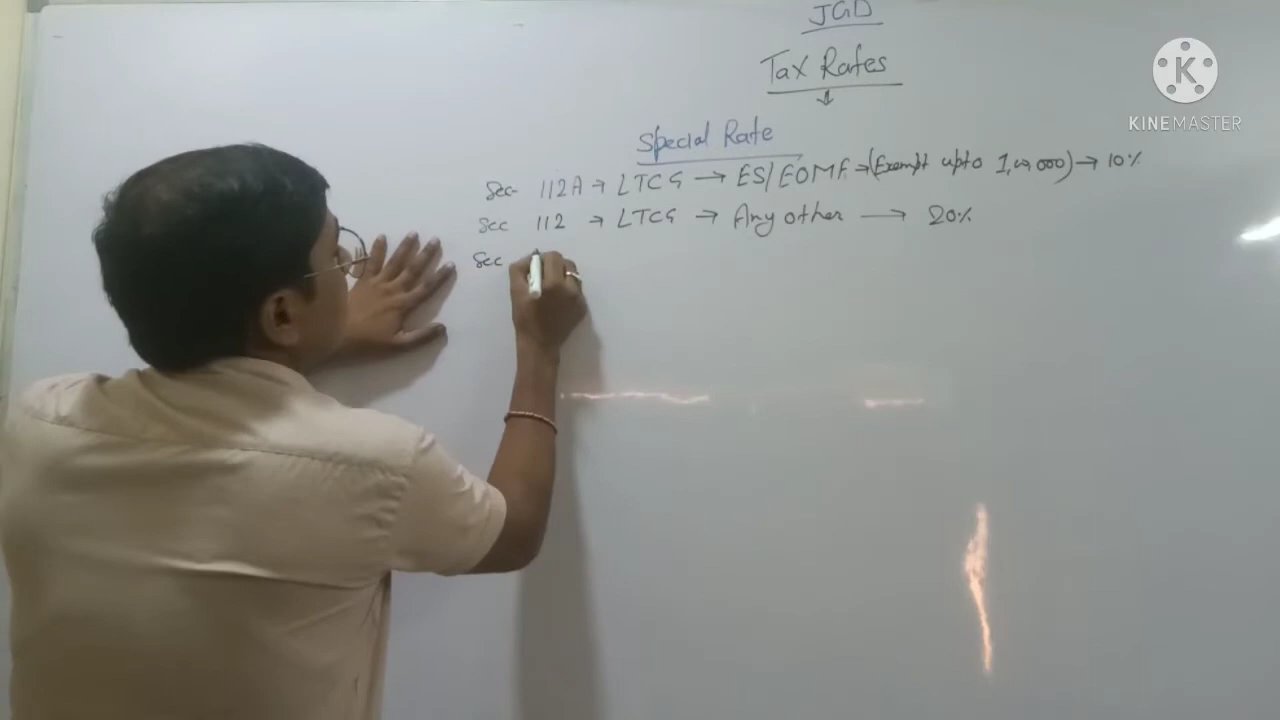 JGD
Tax Rates
Special Rate
Sec 112A → LTCG → ES/EOMF → (Exempt upto 1,00,000) → 10%
Sec 112 → LTCG → Any other → 20%
Sec
K
KINEMASTER